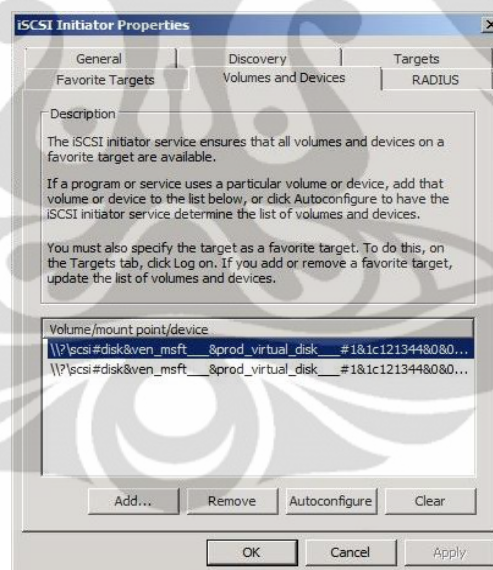 iSCSI Initiator Properties
General Discovery Targets
Favorite Targets Volumes and Devices RADIUS
Description
The iSCSI initiator service ensures that all volumes and devices on a
favorite target are available.
If a program or service uses a particular volume or device, add that
volume or device to the list below, or click Autoconfigure to have the
iSCSI initiator service determine the list of volumes and devices.
You must also specify the target as a favorite target. To do this, on
the Targets tab, click Log on. If you add or remove a favorite target,
update the list of volumes and devices.
Volume/mount point/device
\\?\scsi#disk&ven_msft___&prod_virtual_disk___#1&1c121344&0&0...
\\?\scsi#disk&ven_msft___&prod_virtual_disk___#1&1c121344&0&0...
Add... Remove Autoconfigure Clear
OK Cancel Apply